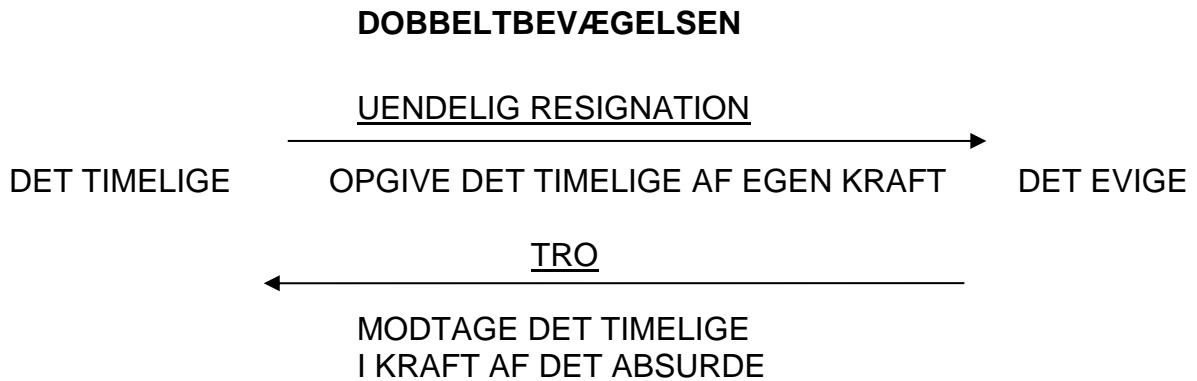 DOBBELTBEVÆGELSEN
UENDELIG RESIGNATION
DET TIMELIGE OPGIVE DET TIMELIGE AF EGEN KRAFT DET EVIGE
TRO
MODTAGE DET TIMELIGE
I KRAFT AF DET ABSURDE